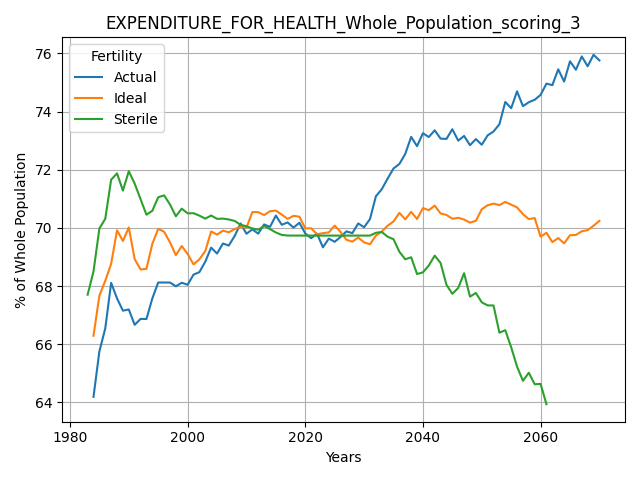 EXPENDITURE_FOR_HEALTH_Whole_Population_scoring_3
Fertility
Actual
Ideal
Sterile
% of Whole Population
76
74
72
70
68
66
64
1980
2000
2020
2040
2060
Years